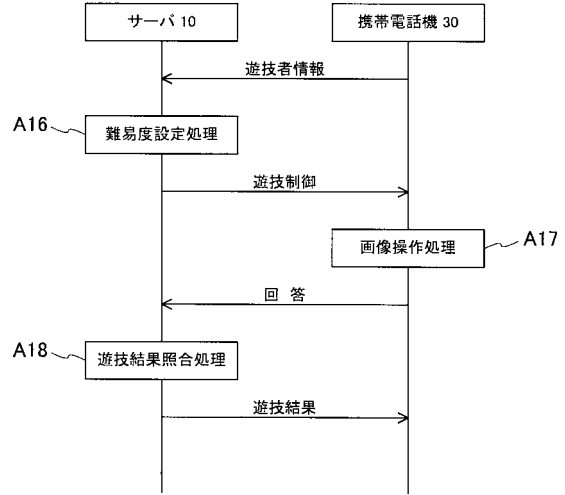 サーバ 10
携帯電話機 30
遊技者情報
A16
難易度設定処理
遊技制御
画像操作処理
A17
回 答
A18
遊技結果照合処理
遊技結果